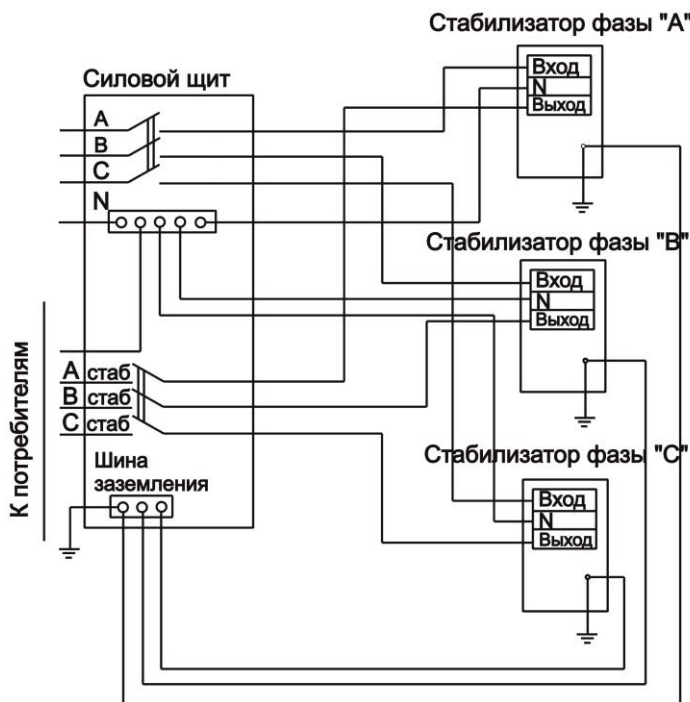 Стабилизатор фазы "А"
Вход
N
Выход
Силовой щит
A
B
C
N
Стабилизатор фазы "В"
Вход
N
Выход
К потребителям
А стаб
В стаб
С стаб
Шина
заземления
Стабилизатор фазы "С"
Вход
N
Выход